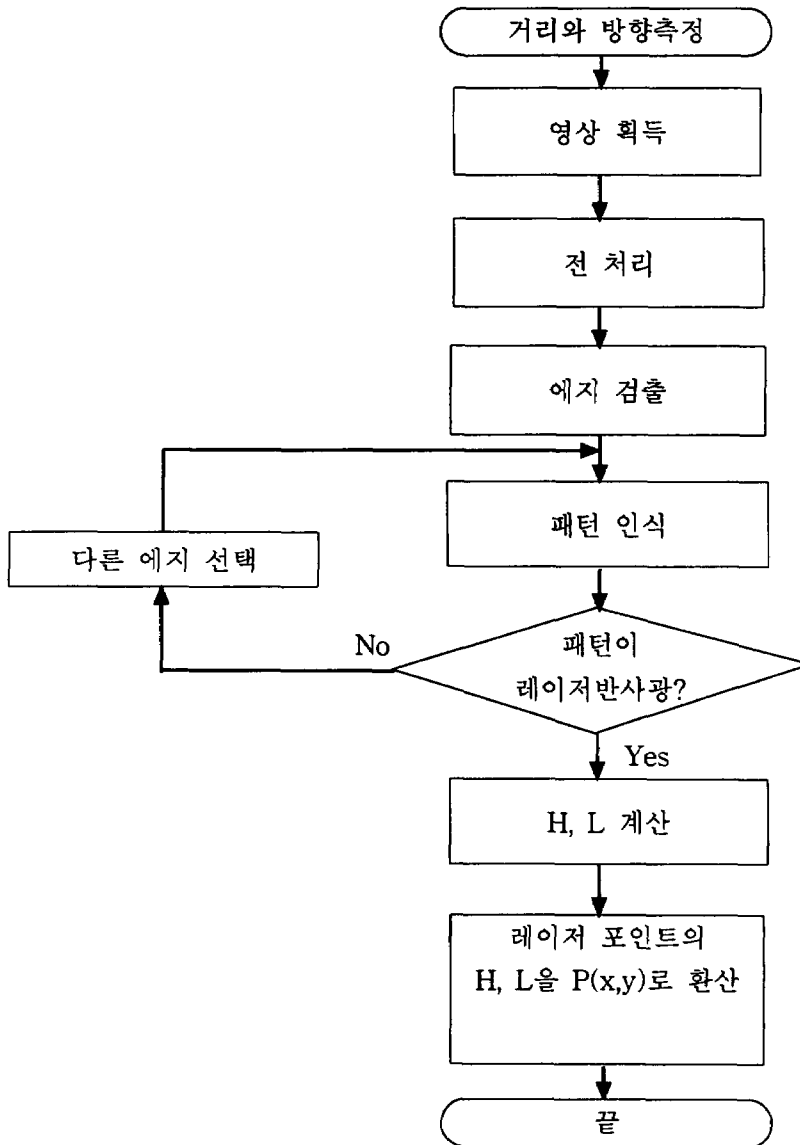 거리와 방향측정
영상 획득
전 처리
에지 검출
패턴 인식
다른 에지 선택
No
패턴이
레이저반사광?
Yes
H, L 계산
레이저 포인트의
H, L을 P(x,y)로 환산
끝